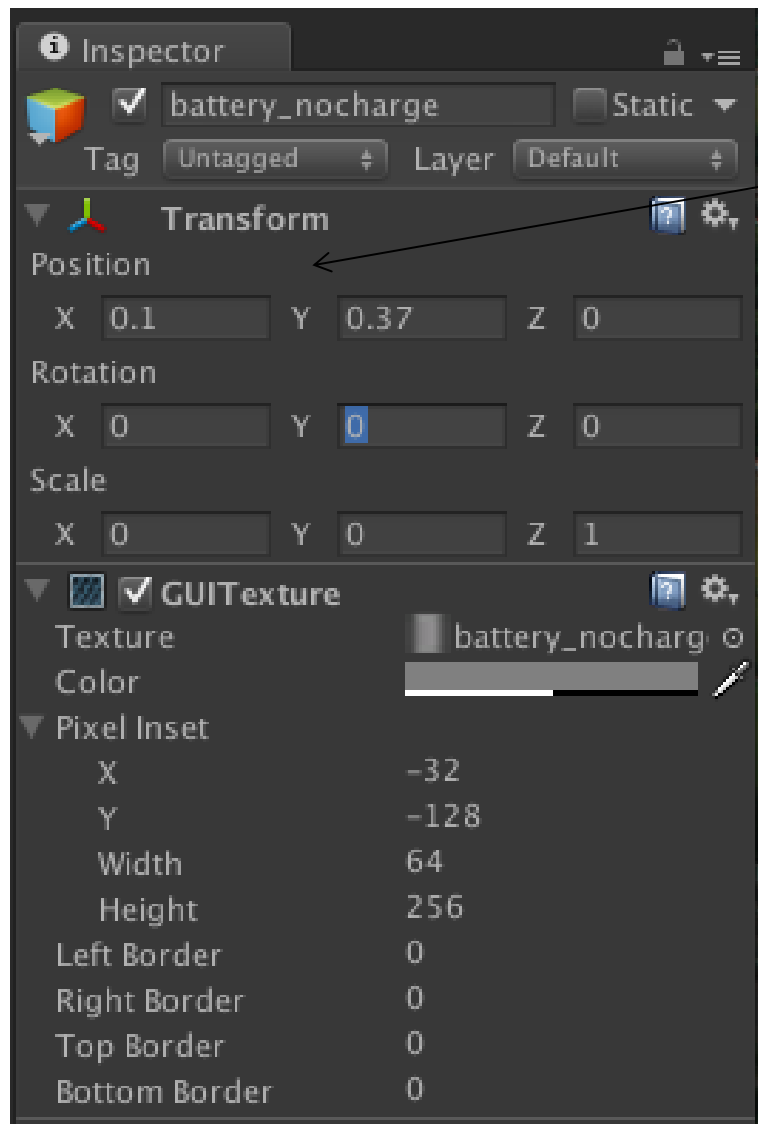 Inspector
battery_nocharge Static
Tag Untagged Layer Default
Transform
Position
X 0.1 Y 0.37 Z 0
Rotation
X 0 Y 0 Z 0
Scale
X 0 Y 0 Z 1
GUITexture
Texture battery_nocharg
Color
Pixel Inset
X -32
Y -128
Width 64
Height 256
Left Border 0
Right Border 0
Top Border 0
Bottom Border 0